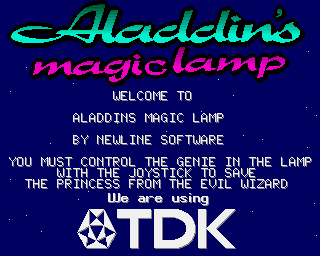 Aladdin's
magic lamp
WELCOME TO
ALADDINS MAGIC LAMP
BY NEWLINE SOFTWARE
YOU MUST CONTROL THE GENIE IN THE LAMP
WITH THE JOYSTICK TO SAVE
THE PRINCESS FROM THE EVIL WIZARD
We are using
TDK